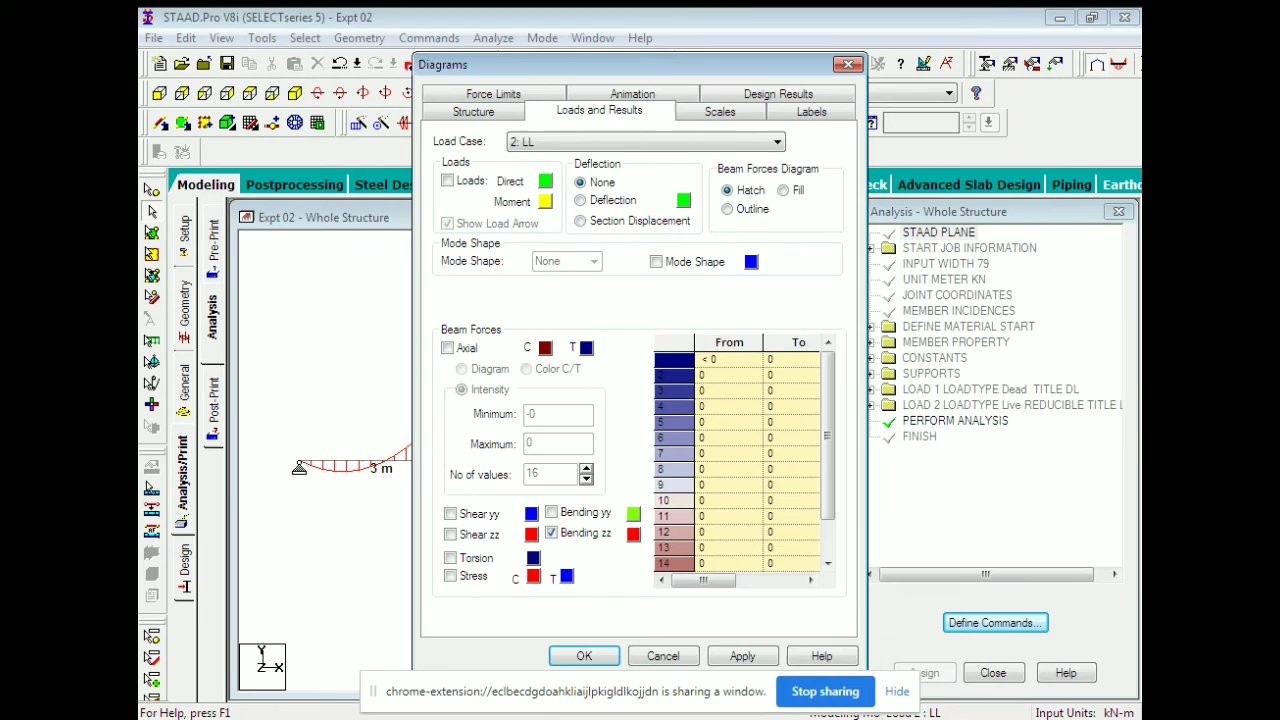 STAAD.Pro V8i (SELECTseries 5) - Expt 02
File Edit View Tools Select Geometry Commands Analyze Mode Window Help
Diagrams
Force Limits Animation Design Results
Structure Loads and Results Scales Labels
Load Case: 2: LL
Loads
Loads: Direct
Moment
Show Load Arrow
Deflection
None
Deflection
Section Displacement
Beam Forces Diagram
Hatch Fill
Outline
Mode Shape
Mode Shape: None Mode Shape
Beam Forces
Axial C T
Diagram Color C/T
Intensity
Minimum: -0
Maximum: 0
No of values: 16
Shear yy Bending yy
Shear zz Bending zz
Torsion
Stress C T
From To
< 0 0
2 0 0
3 0 0
4 0 0
5 0 0
6 0 0
7 0 0
8 0 0
9 0 0
10 0 0
11 0 0
12 0 0
13 0 0
14 0 0
OK Cancel Apply Help
Modeling Postprocessing Steel De
eck Advanced Slab Design Piping Eartho
Setup
Geometry
General
Analysis/Print
Design
Pre-Print
Analysis
Post-Print
Expt 02 - Whole Structure
3 m
Y
Z X
Analysis - Whole Structure
STAAD PLANE
START JOB INFORMATION
INPUT WIDTH 79
UNIT METER KN
JOINT COORDINATES
MEMBER INCIDENCES
DEFINE MATERIAL START
MEMBER PROPERTY
CONSTANTS
SUPPORTS
LOAD 1 LOADTYPE Dead TITLE DL
LOAD 2 LOADTYPE Live REDUCIBLE TITLE L
PERFORM ANALYSIS
FINISH
Define Commands...
sign Close Help
chrome-extension://eclbecdgdoahkliaijlpkigldlkojjdn is sharing a window. Stop sharing Hide
For Help, press F1
Load 2 : LL
Input Units: kN-m